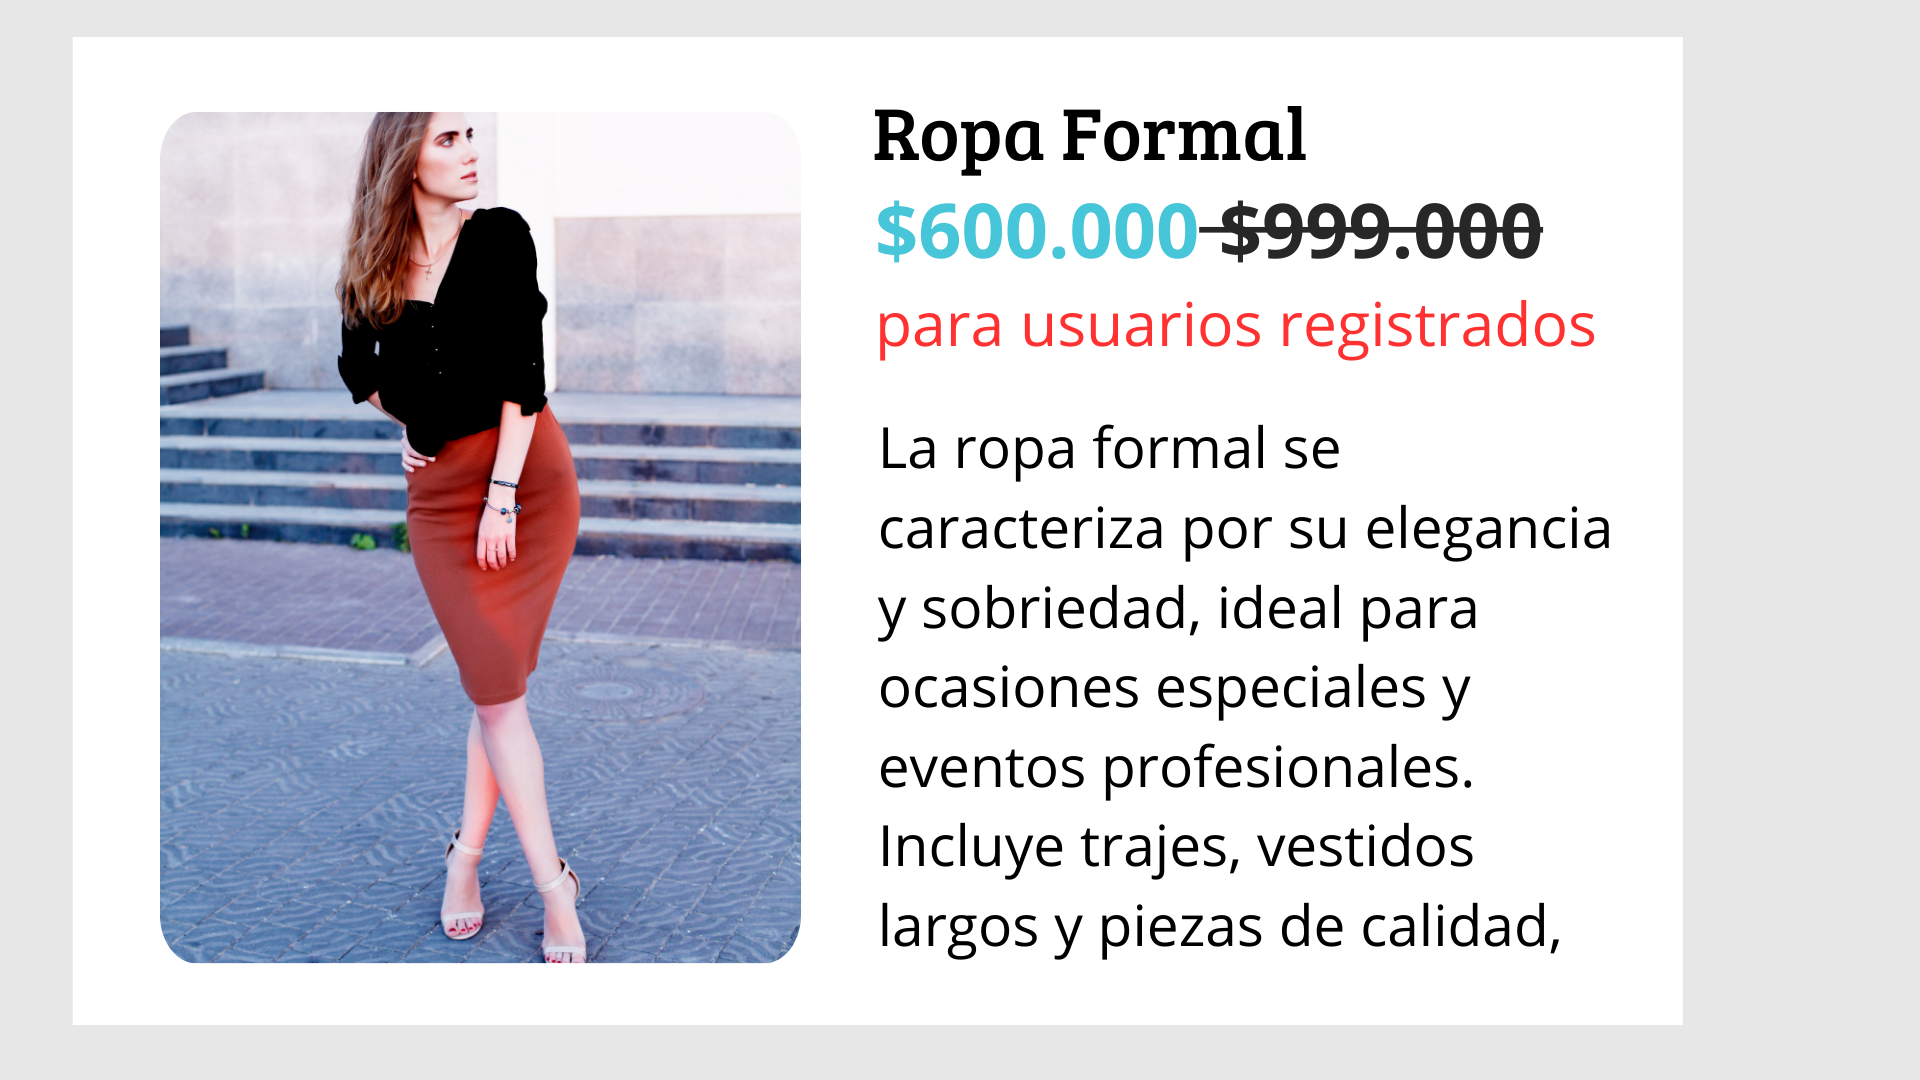 Ropa Formal
$600.000 $999.000
para usuarios registrados
La ropa formal se
caracteriza por su elegancia
y sobriedad, ideal para
ocasiones especiales y
eventos profesionales.
Incluye trajes, vestidos
largos y piezas de calidad,